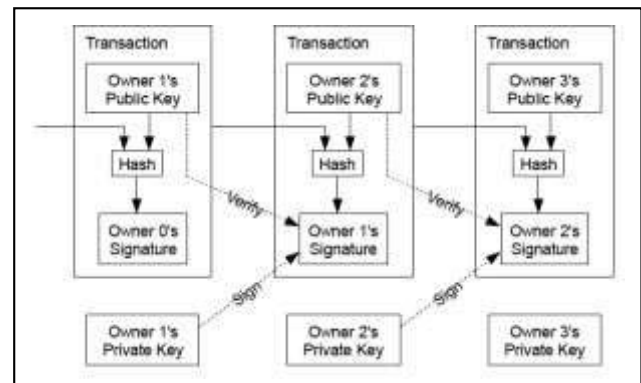 Transaction
Owner 1's
Public Key
Hash
Owner 0's
Signature
Transaction
Owner 2's
Public Key
Hash
Owner 1's
Signature
Transaction
Owner 3's
Public Key
Hash
Owner 2's
Signature
Verify
Verify
Sign
Sign
Owner 1's
Private Key
Owner 2's
Private Key
Owner 3's
Private Key